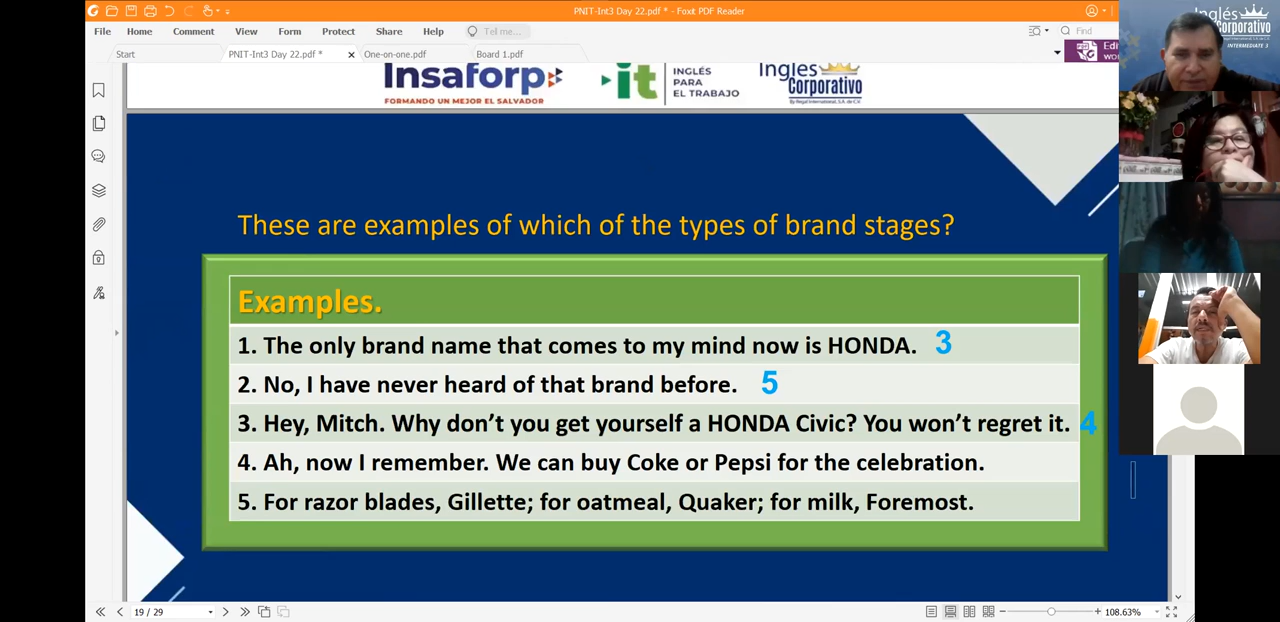 PNIT-Int3 Day 22.pdf * - Foxit PDF Reader
File Home Comment View Form Protect Share Help Tell me... Find
Start PNIT-Int3 Day 22.pdf * One-on-one.pdf Board 1.pdf
Insaforp
FORMANDO UN MEJOR EL SALVADOR
it
INGLÉS
PARA
EL TRABAJO
Inglés
Corporativo
By Regal International, S.A. de C.V.
Inglés
Corporativo
INTERMEDIATE 3
These are examples of which of the types of brand stages?
Examples.
1. The only brand name that comes to my mind now is HONDA. 3
2. No, I have never heard of that brand before. 5
3. Hey, Mitch. Why don’t you get yourself a HONDA Civic? You won’t regret it. 4
4. Ah, now I remember. We can buy Coke or Pepsi for the celebration.
5. For razor blades, Gillette; for oatmeal, Quaker; for milk, Foremost.
19 / 29
108.63%